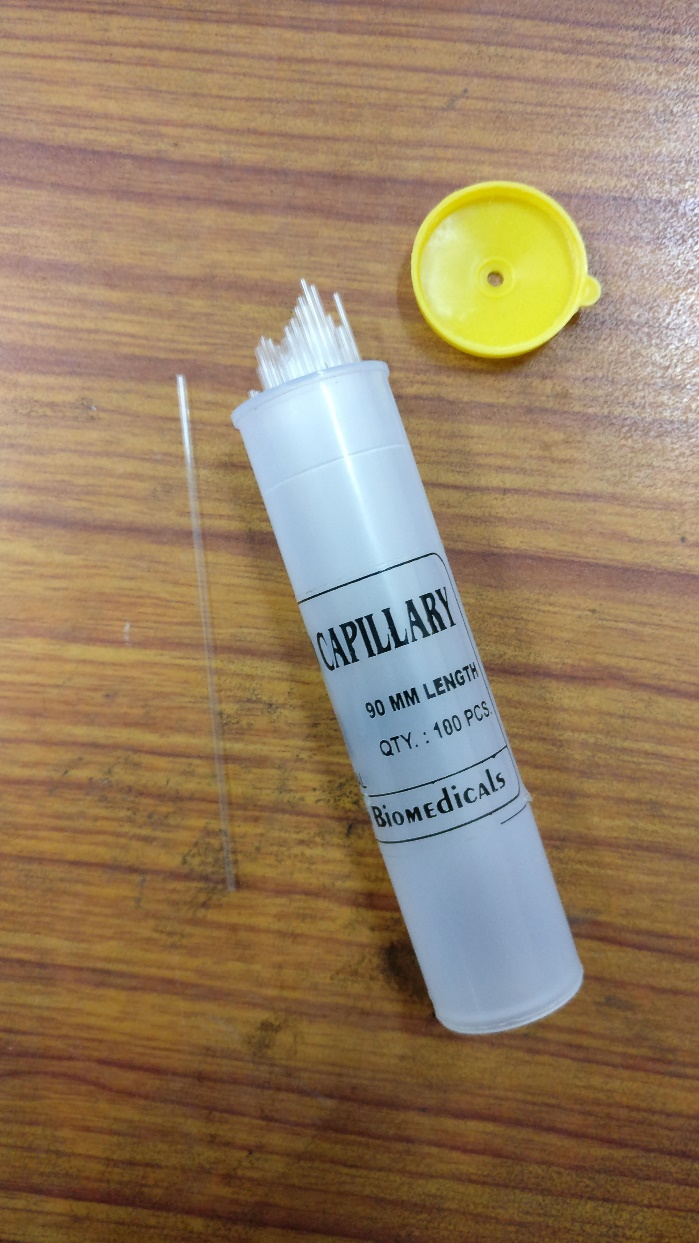 CAPILLARY
90 MM LENGTH
QTY. : 100 PCS.
Biomedicals